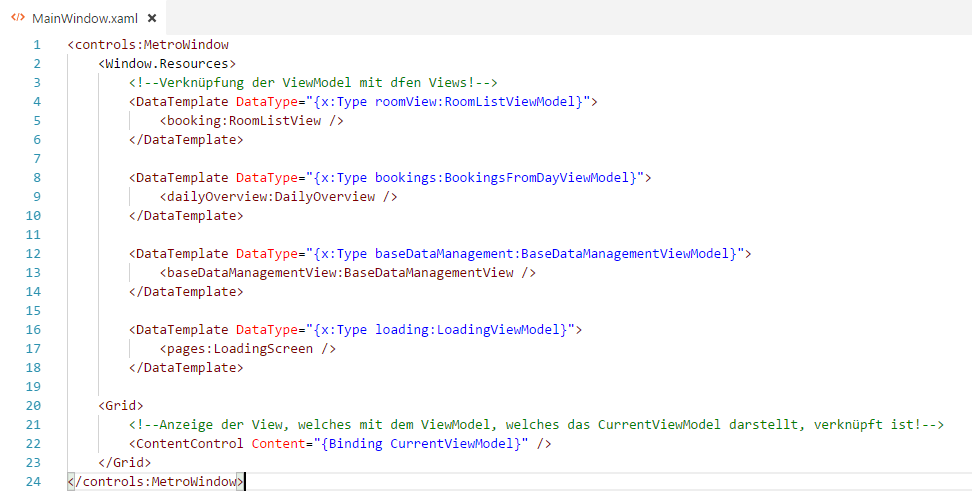 MainWindow.xaml
1 <controls:MetroWindow
2 <Window.Resources>
3 <!--Verknüpfung der ViewModel mit dfen Views!-->
4 <DataTemplate DataType="{x:Type roomView:RoomListViewModel}">
5 <booking:RoomListView />
6 </DataTemplate>
7
8 <DataTemplate DataType="{x:Type bookings:BookingsFromDayViewModel}">
9 <dailyOverview:DailyOverview />
10 </DataTemplate>
11
12 <DataTemplate DataType="{x:Type baseDataManagement:BaseDataManagementViewModel}">
13 <baseDataManagementView:BaseDataManagementView />
14 </DataTemplate>
15
16 <DataTemplate DataType="{x:Type loading:LoadingViewModel}">
17 <pages:LoadingScreen />
18 </DataTemplate>
19
20 <Grid>
21 <!--Anzeige der View, welches mit dem ViewModel, welches das CurrentViewModel darstellt, verknüpft ist!-->
22 <ContentControl Content="{Binding CurrentViewModel}" />
23 </Grid>
24 </controls:MetroWindow>